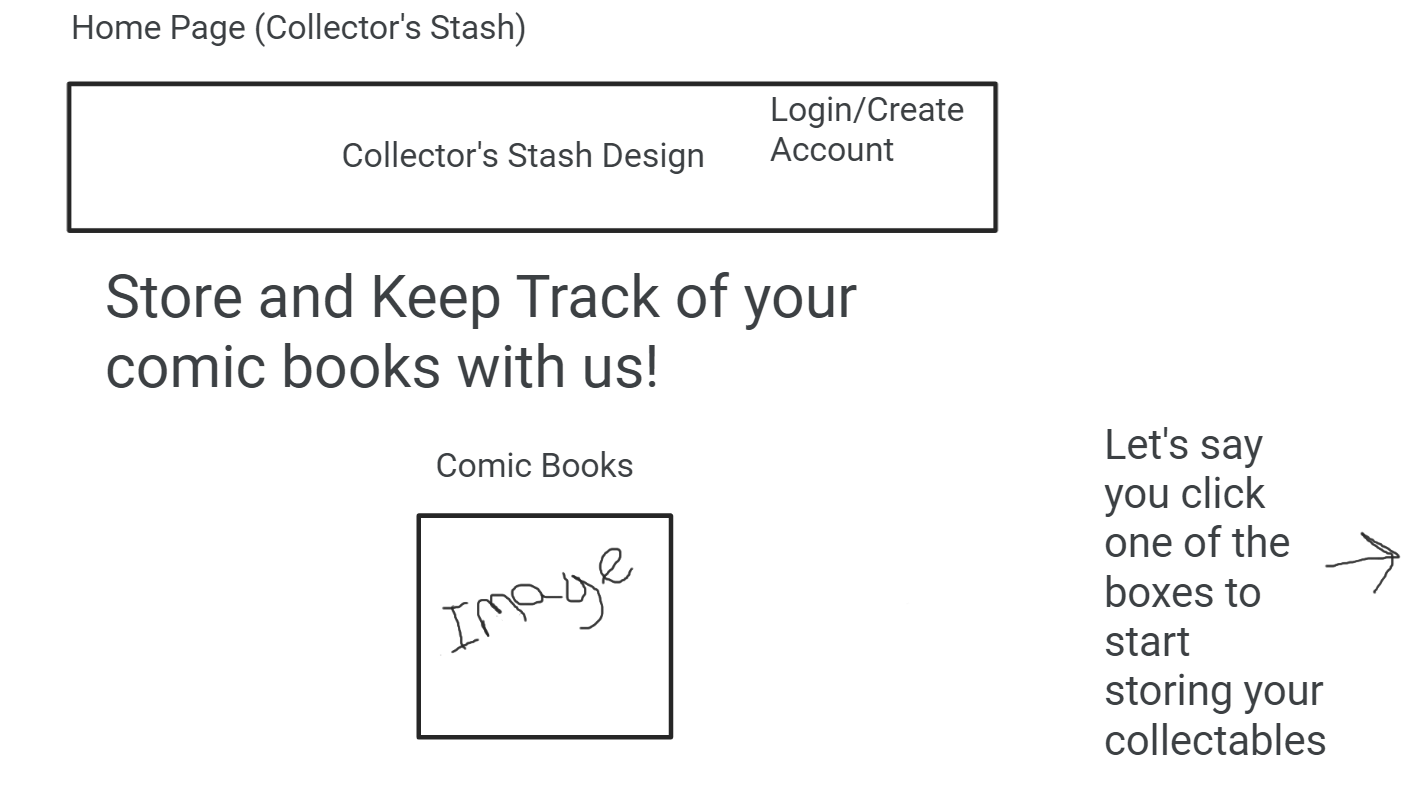 Home Page (Collector's Stash)
Login/Create
Account
Collector's Stash Design
Store and Keep Track of your
comic books with us!
Comic Books
Image
Let's say
you click
one of the
boxes to
start
storing your
collectables